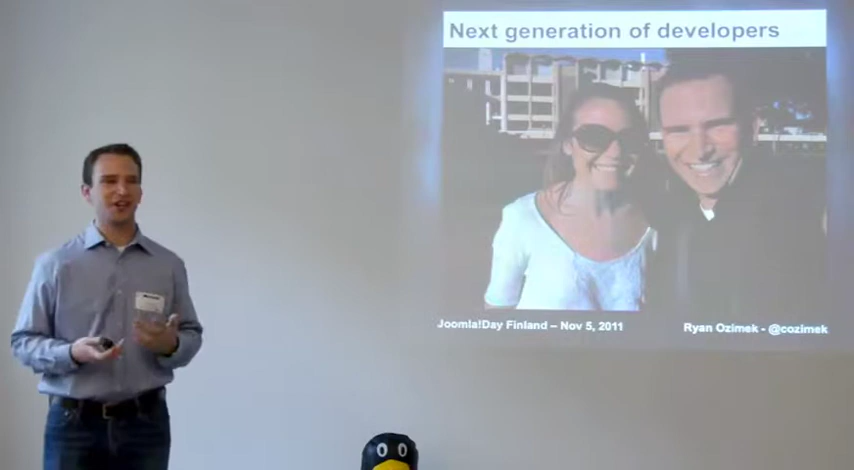 Next generation of developers
Joomla!Day Finland – Nov 5, 2011
Ryan Ozimek - @cozimek